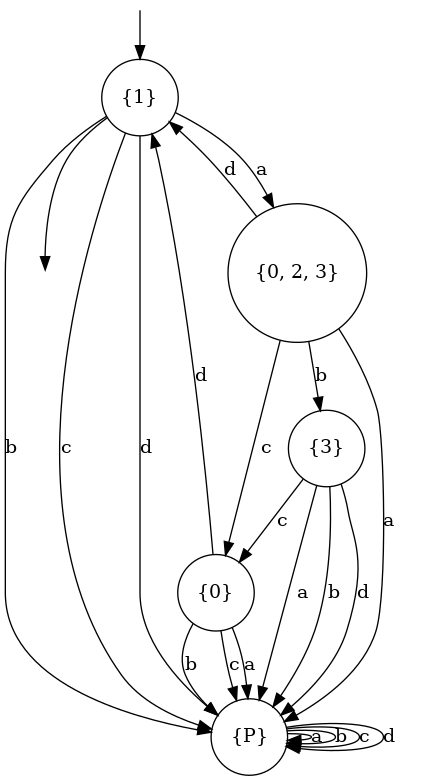 {1}
d a
{0, 2, 3}
d b
b c d c {3}
a
c
{0} a b d
b c a
{P} a b c d